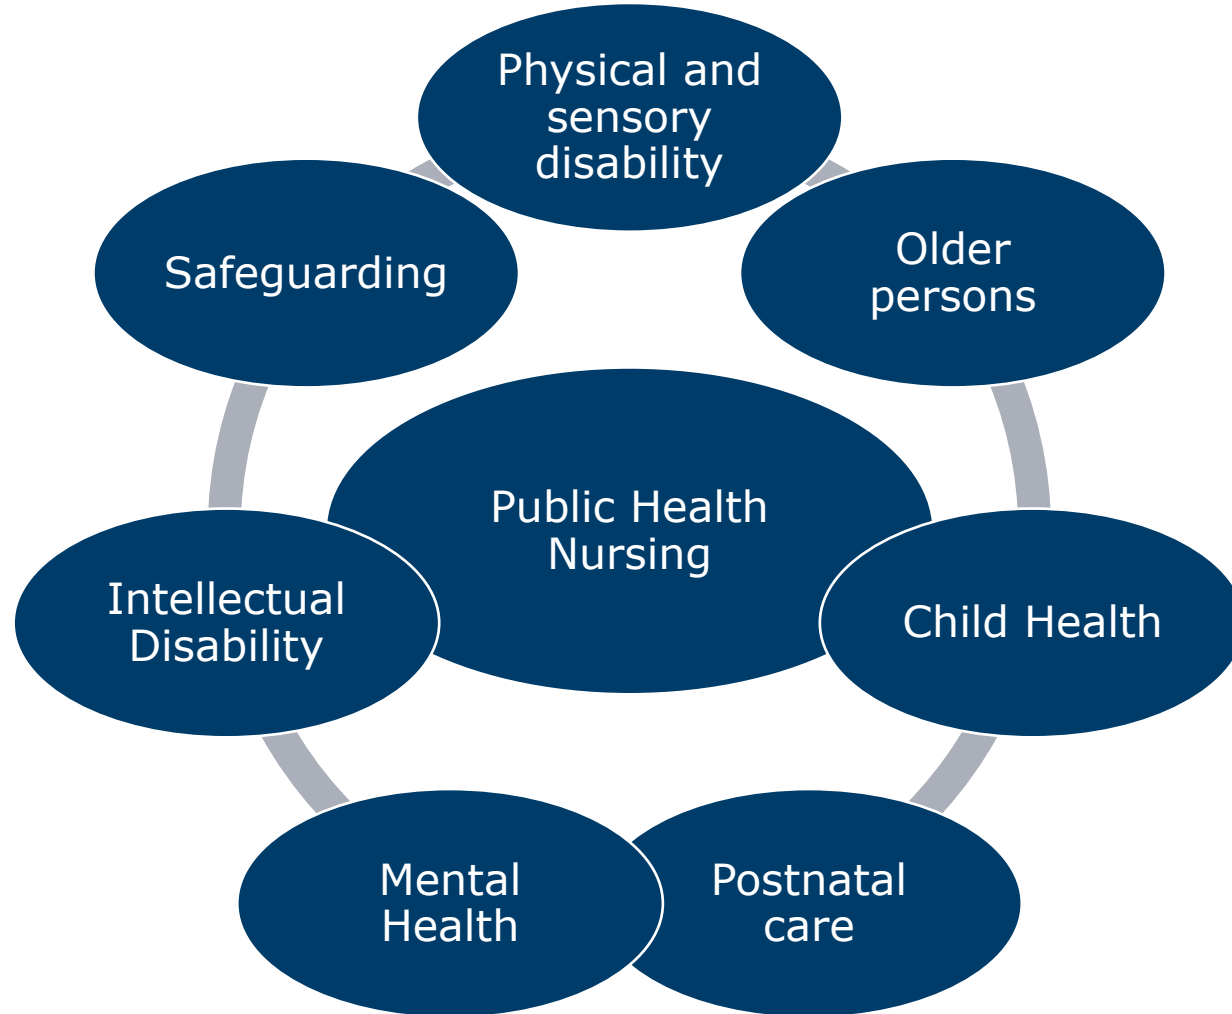 Physical and
sensory
disability
Older
persons
Child Health
Postnatal
care
Mental
Health
Intellectual
Disability
Safeguarding
Public Health
Nursing